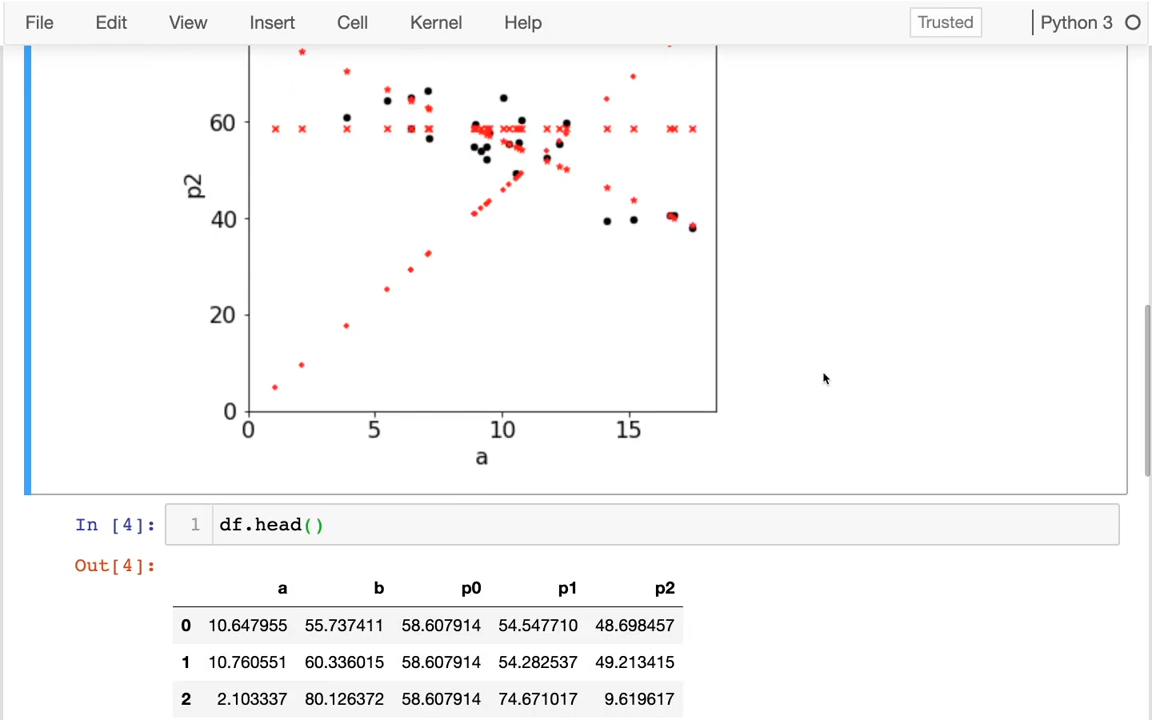 File Edit View Insert Cell Kernel Help Trusted Python 3
60
p2
40
20
0
0 5 10 15
a
In [4]: 1 df.head()
Out[4]:
a b p0 p1 p2
0 10.647955 55.737411 58.607914 54.547710 48.698457
1 10.760551 60.336015 58.607914 54.282537 49.213415
2 2.103337 80.126372 58.607914 74.671017 9.619617